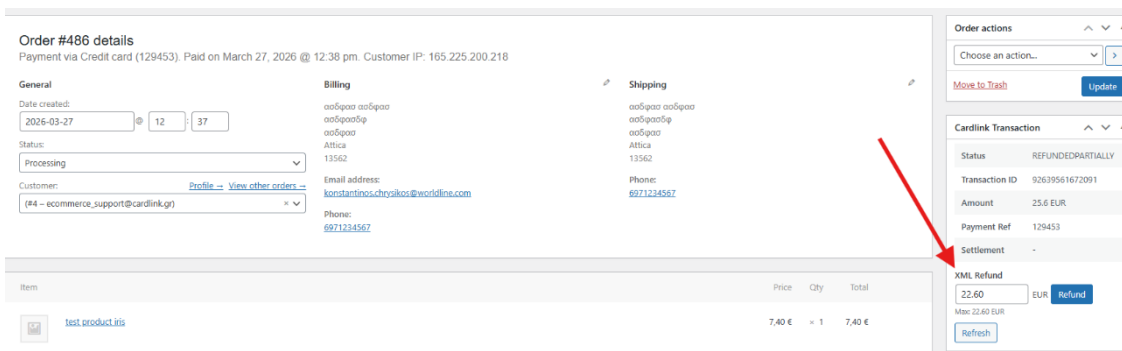 Order #486 details
Payment via Credit card (129453). Paid on March 27, 2026 @ 12:38 pm. Customer IP: 165.225.200.218
General
Date created:
2026-03-27 @ 12 : 37
Status:
Processing
Customer: Profile → View other orders →
(#4 – ecommerce_support@cardlink.gr) ×
Billing
ασδφασ ασδφασ
ασδφασδφ
ασδφασ
Attica
13562
Email address:
konstantinos.chrysikos@worldline.com
Phone:
6971234567
Shipping
ασδφασ ασδφασ
ασδφασδφ
ασδφασ
Attica
13562
Phone:
6971234567
Item Price Qty Total
test product iris 7,40 € × 1 7,40 €
Order actions
Choose an action...
Move to Trash Update
Cardlink Transaction
Status REFUNDEDPARTIALLY
Transaction ID 92639561672091
Amount 25.6 EUR
Payment Ref 129453
Settlement -
XML Refund
22.60 EUR Refund
Max: 22.60 EUR
Refresh